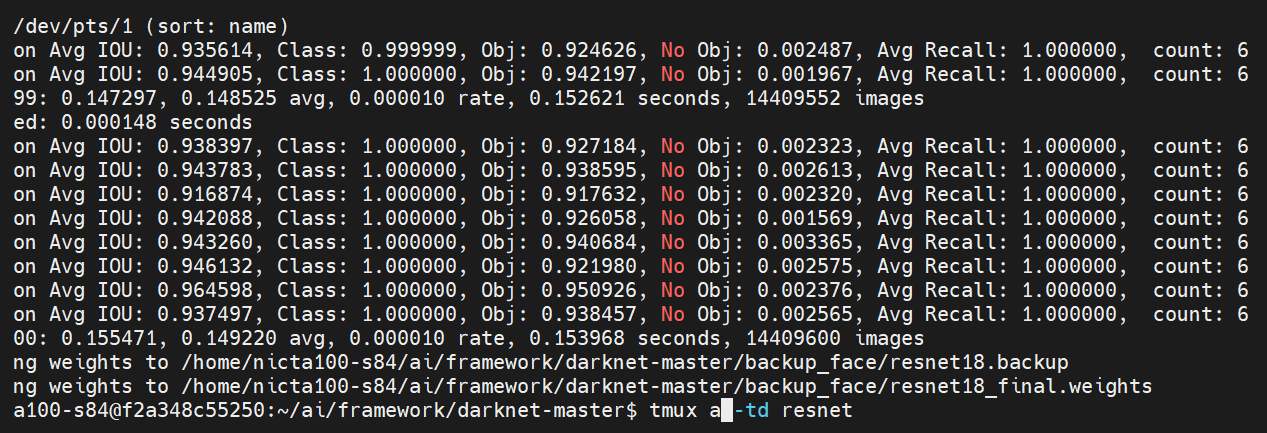 /dev/pts/1 (sort: name)
on Avg IOU: 0.935614, Class: 0.999999, Obj: 0.924626, No Obj: 0.002487, Avg Recall: 1.000000,  count: 6
on Avg IOU: 0.944905, Class: 1.000000, Obj: 0.942197, No Obj: 0.001967, Avg Recall: 1.000000,  count: 6
99: 0.147297, 0.148525 avg, 0.000010 rate, 0.152621 seconds, 14409552 images
ed: 0.000148 seconds
on Avg IOU: 0.938397, Class: 1.000000, Obj: 0.927184, No Obj: 0.002323, Avg Recall: 1.000000,  count: 6
on Avg IOU: 0.943783, Class: 1.000000, Obj: 0.938595, No Obj: 0.002613, Avg Recall: 1.000000,  count: 6
on Avg IOU: 0.916874, Class: 1.000000, Obj: 0.917632, No Obj: 0.002320, Avg Recall: 1.000000,  count: 6
on Avg IOU: 0.942088, Class: 1.000000, Obj: 0.926058, No Obj: 0.001569, Avg Recall: 1.000000,  count: 6
on Avg IOU: 0.943260, Class: 1.000000, Obj: 0.940684, No Obj: 0.003365, Avg Recall: 1.000000,  count: 6
on Avg IOU: 0.946132, Class: 1.000000, Obj: 0.921980, No Obj: 0.002575, Avg Recall: 1.000000,  count: 6
on Avg IOU: 0.964598, Class: 1.000000, Obj: 0.950926, No Obj: 0.002376, Avg Recall: 1.000000,  count: 6
on Avg IOU: 0.937497, Class: 1.000000, Obj: 0.938457, No Obj: 0.002565, Avg Recall: 1.000000,  count: 6
00: 0.155471, 0.149220 avg, 0.000010 rate, 0.153968 seconds, 14409600 images
ng weights to /home/nicta100-s84/ai/framework/darknet-master/backup_face/resnet18.backup
ng weights to /home/nicta100-s84/ai/framework/darknet-master/backup_face/resnet18_final.weights
a100-s84@f2a348c55250:~/ai/framework/darknet-master$ tmux a -td resnet